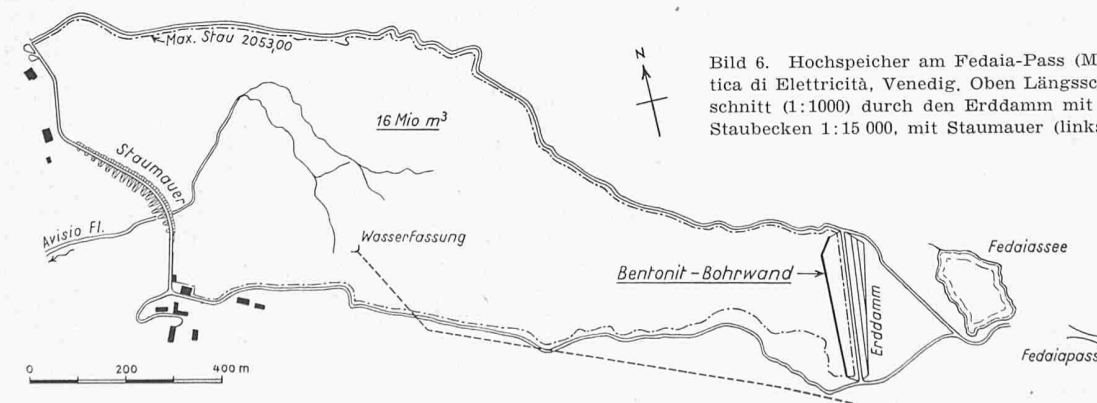 Max. Stau 2053,00
N
Bild 6. Hochspeicher am Fedaia-Pass (M
tica di Elettricità, Venedig. Oben Längssc
schnitt (1:1000) durch den Erddamm mit
Staubecken 1:15 000, mit Staumauer (links
16 Mio m³
Staumauer
Avisio Fl.
Wasserfassung
Bentonit-Bohrwand
Erddamm
Fedaiassee
Fedaiapass
0 200 400 m